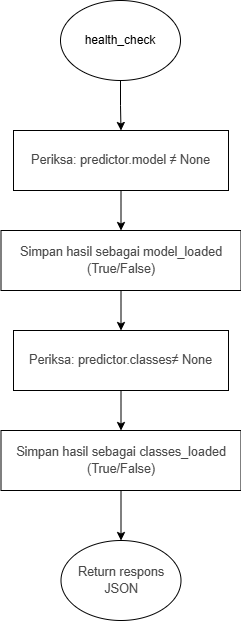 health_check
Periksa: predictor.model ≠ None
Simpan hasil sebagai model_loaded
(True/False)
Periksa: predictor.classes≠ None
Simpan hasil sebagai classes_loaded
(True/False)
Return respons
JSON